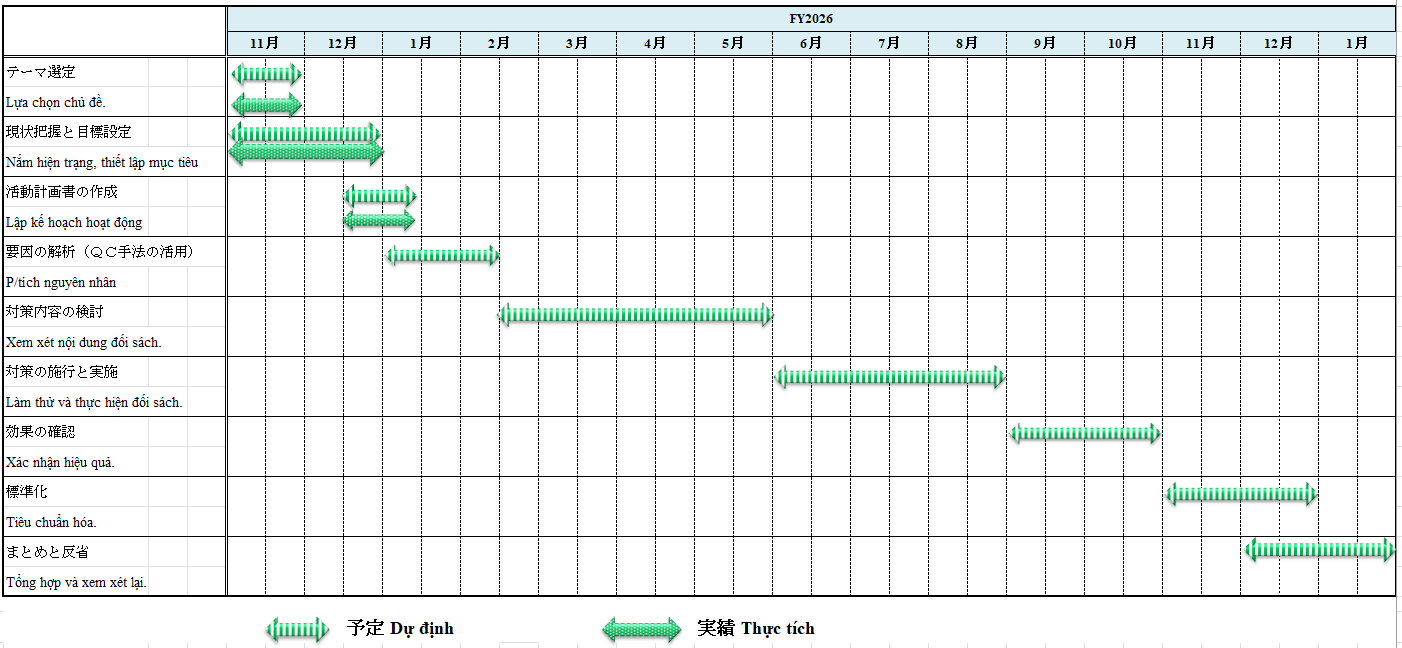 FY2026
11月 12月 1月 2月 3月 4月 5月 6月 7月 8月 9月 10月 11月 12月 1月
テーマ選定
Lựa chọn chủ đề.
現状把握と目標設定
Nắm hiện trạng, thiết lập mục tiêu
活動計画書の作成
Lập kế hoạch hoạt động
要因の解析（ＱＣ手法の活用）
P/tich nguyên nhân
対策内容の検討
Xem xét nội dung đối sách.
対策の施行と実施
Làm thử và thực hiện đối sách.
効果の確認
Xác nhận hiệu quả.
標準化
Tiêu chuẩn hóa.
まとめと反省
Tổng hợp và xem xét lại.
予定 Dự định 実績 Thực tích